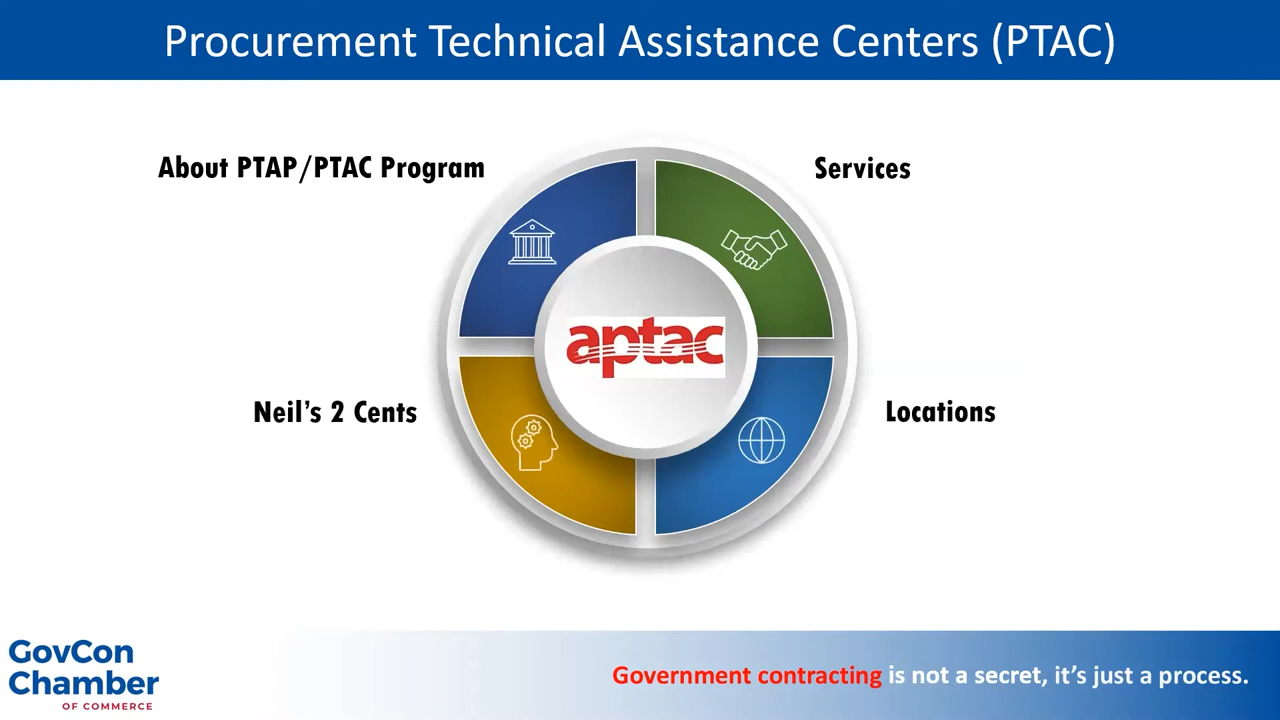 Procurement Technical Assistance Centers (PTAC)
About PTAP/PTAC Program
Services
aptac
Neil's 2 Cents
Locations
GovCon
Chamber
OF COMMERCE
Government contracting is not a secret, it's just a process.